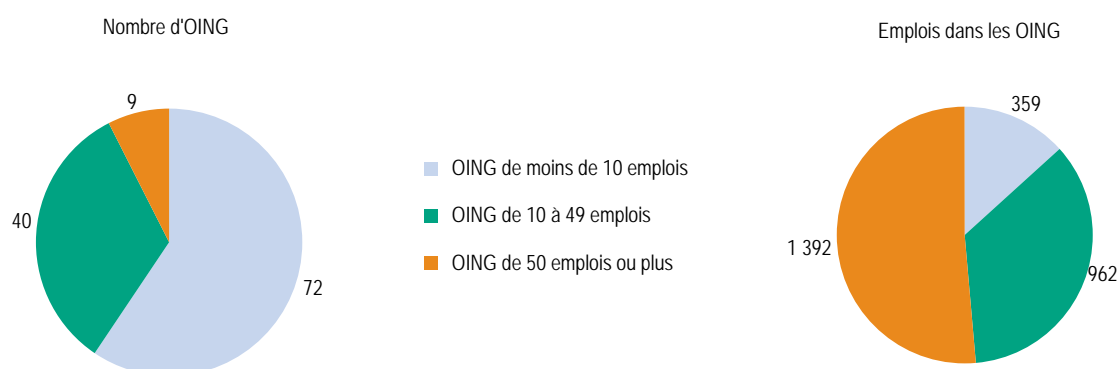 Nombre d'OING
9
40
72
OING de moins de 10 emplois
OING de 10 à 49 emplois
OING de 50 emplois ou plus
Emplois dans les OING
359
1 392
962